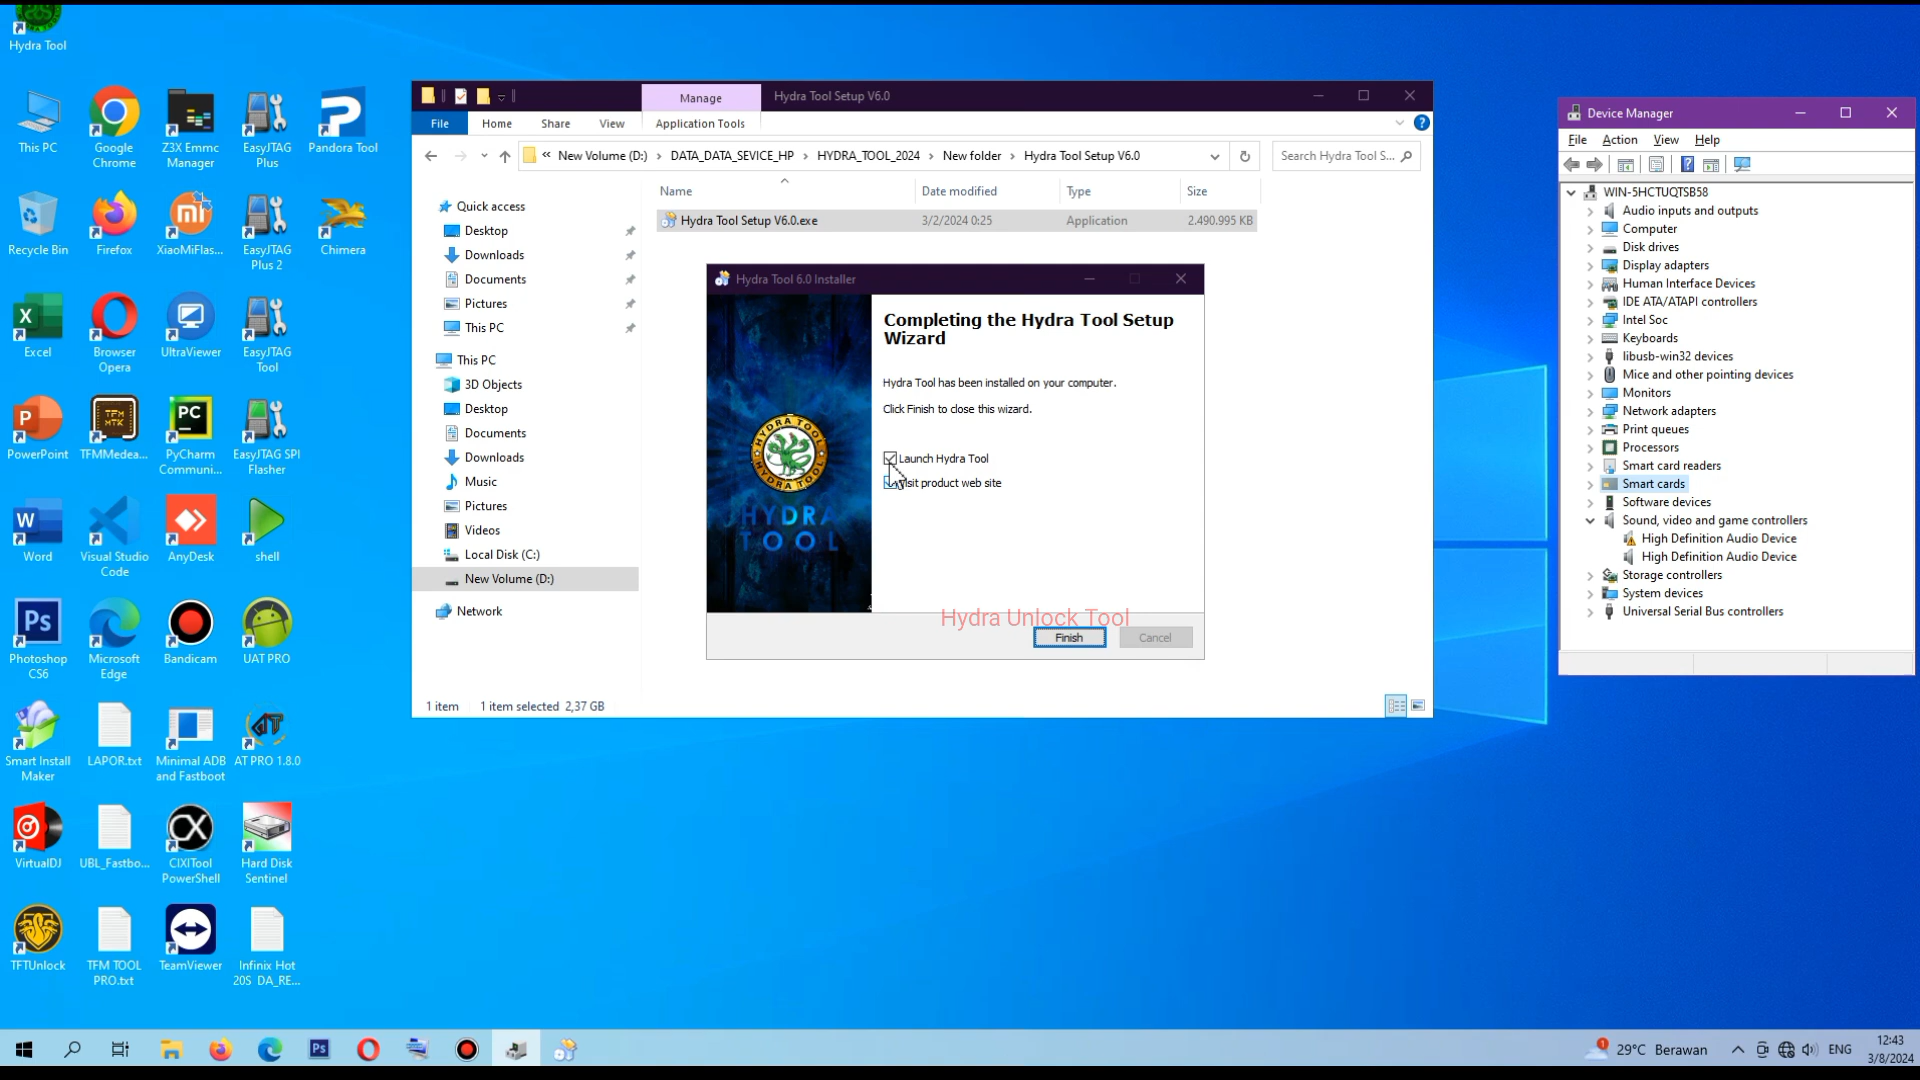 Hydra Tool
This PC
Google
Chrome
Z3X Emmc
Manager
EasyJTAG
Plus
Pandora Tool
Recycle Bin
Firefox
XiaoMiFlas...
EasyJTAG
Plus 2
Chimera
Excel
Browser
Opera
UltraViewer
EasyJTAG
Tool
PowerPoint
TFMMedea...
PyCharm
Communi...
EasyJTAG SPI
Flasher
Word
Visual Studio
Code
AnyDesk
shell
Photoshop
CS6
Microsoft
Edge
Bandicam
UAT PRO
Smart Install
Maker
LAPOR.txt
Minimal ADB
and Fastboot
AT PRO 1.8.0
VirtualDJ
UBL_Fastbo...
CIXITool
PowerShell
Hard Disk
Sentinel
TFTUnlock
TFM TOOL
PRO.txt
TeamViewer
Infinix Hot
20S DA_RE...
Manage
Hydra Tool Setup V6.0
File Home Share View Application Tools
« New Volume (D:) › DATA_DATA_SEVICE_HP › HYDRA_TOOL_2024 › New folder › Hydra Tool Setup V6.0
Search Hydra Tool S...
Name Date modified Type Size
Hydra Tool Setup V6.0.exe 3/2/2024 0:25 Application 2.490.995 KB
Quick access
Desktop
Downloads
Documents
Pictures
This PC
This PC
3D Objects
Desktop
Documents
Downloads
Music
Pictures
Videos
Local Disk (C:)
New Volume (D:)
Network
1 item 1 item selected 2,37 GB
Hydra Tool 6.0 Installer
HYDRA TOOL
HYDRA TOOL
HYDRA
TOOL
Completing the Hydra Tool Setup
Wizard
Hydra Tool has been installed on your computer.
Click Finish to close this wizard.
Launch Hydra Tool
Visit product web site
Hydra Unlock Tool
Finish Cancel
Device Manager
File Action View Help
WIN-5HCTUQTSB58
Audio inputs and outputs
Computer
Disk drives
Display adapters
Human Interface Devices
IDE ATA/ATAPI controllers
Intel Soc
Keyboards
libusb-win32 devices
Mice and other pointing devices
Monitors
Network adapters
Print queues
Processors
Smart card readers
Smart cards
Software devices
Sound, video and game controllers
High Definition Audio Device
High Definition Audio Device
Storage controllers
System devices
Universal Serial Bus controllers
1 29°C Berawan ENG
12:43
3/8/2024